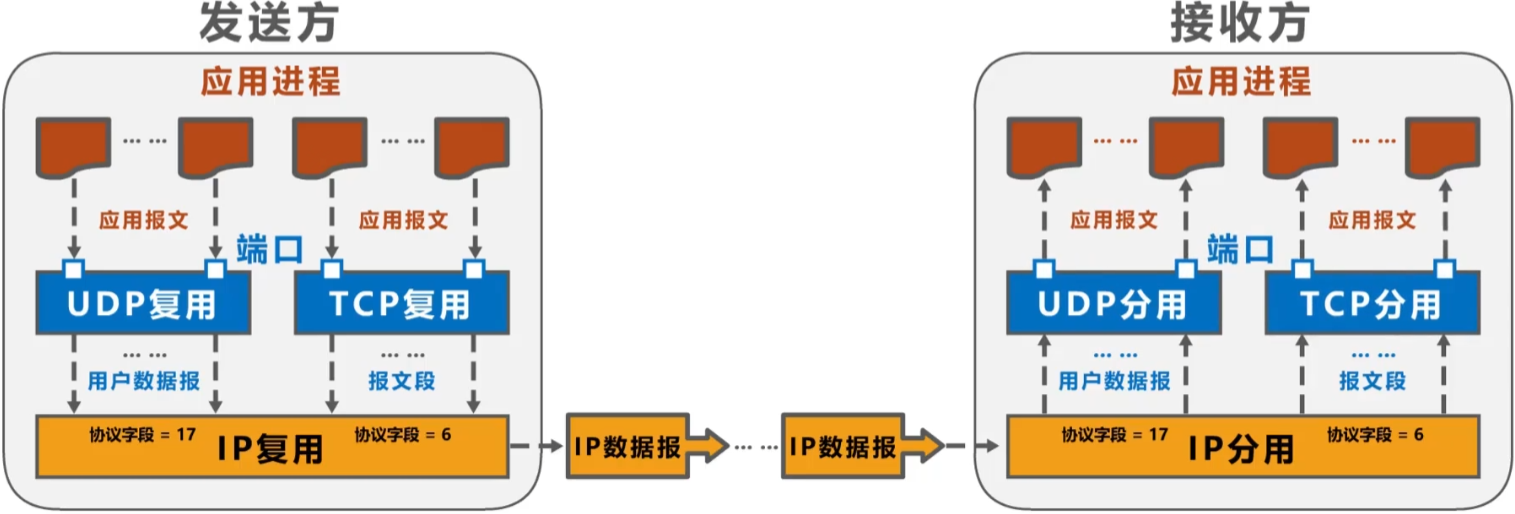 发送方
应用进程
… …
… …
应用报文
应用报文
端口
UDP复用
TCP复用
… …
… …
用户数据报
报文段
协议字段 = 17
协议字段 = 6
IP复用
IP数据报
… …
IP数据报
接收方
应用进程
… …
… …
应用报文
应用报文
端口
UDP分用
TCP分用
… …
… …
用户数据报
报文段
协议字段 = 17
协议字段 = 6
IP分用